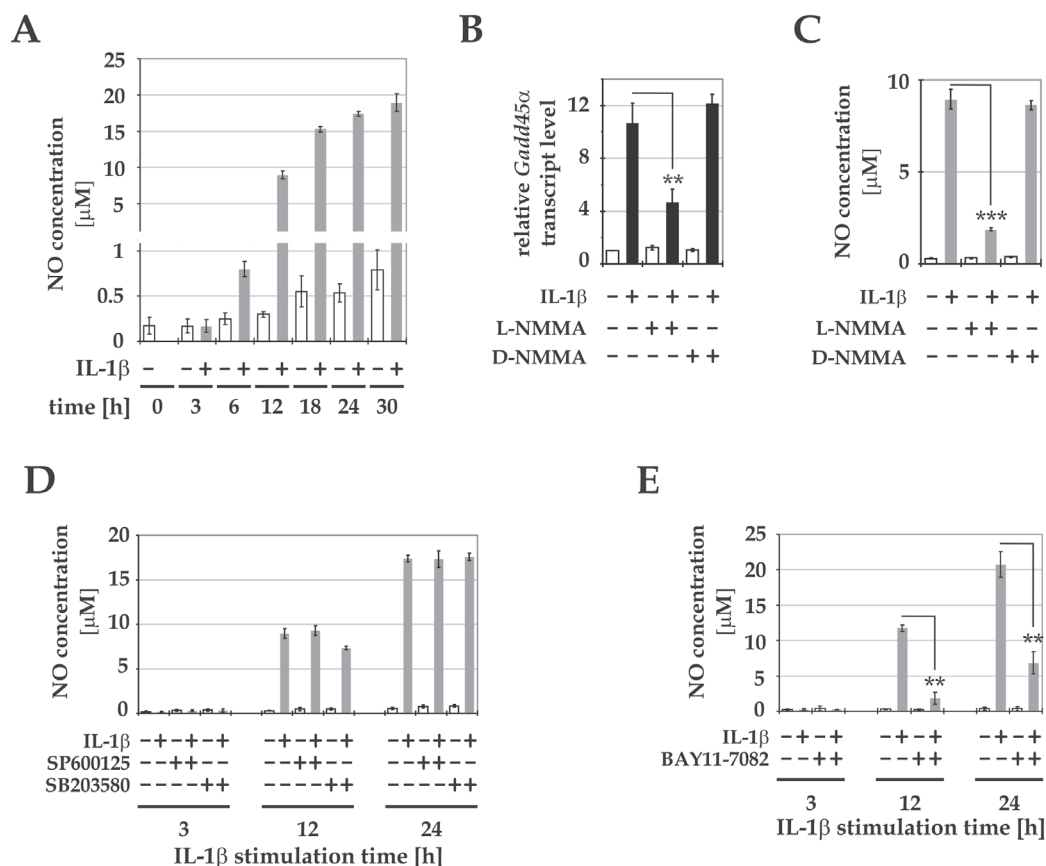 A
NO concentration
[μM]
25
20
15
10
5
1
0.5
0
IL-1β – – + – + – + – + – + – +
time [h] 0 3 6 12 18 24 30
B
relative Gadd45α
transcript level
12
8
4
0
**
IL-1β – + – + – +
L-NMMA – – + + – –
D-NMMA – – – – + +
C
NO concentration
[μM]
10
5
0
***
IL-1β – + – + – +
L-NMMA – – + + – –
D-NMMA – – – – + +
D
NO concentration
[μM]
20
15
10
5
0
IL-1β – + – + – + – + – + – + – + – + – +
SP600125 – – + + – – – – + + – – – – + + – –
SB203580 – – – – + + – – – – + + – – – – + +
3 12 24
IL-1β stimulation time [h]
E
NO concentration
[μM]
25
20
15
10
5
0
**
**
IL-1β – + – + – + – + – + – +
BAY11-7082 – – + + – – + + – – + +
3 12 24
IL-1β stimulation time [h]